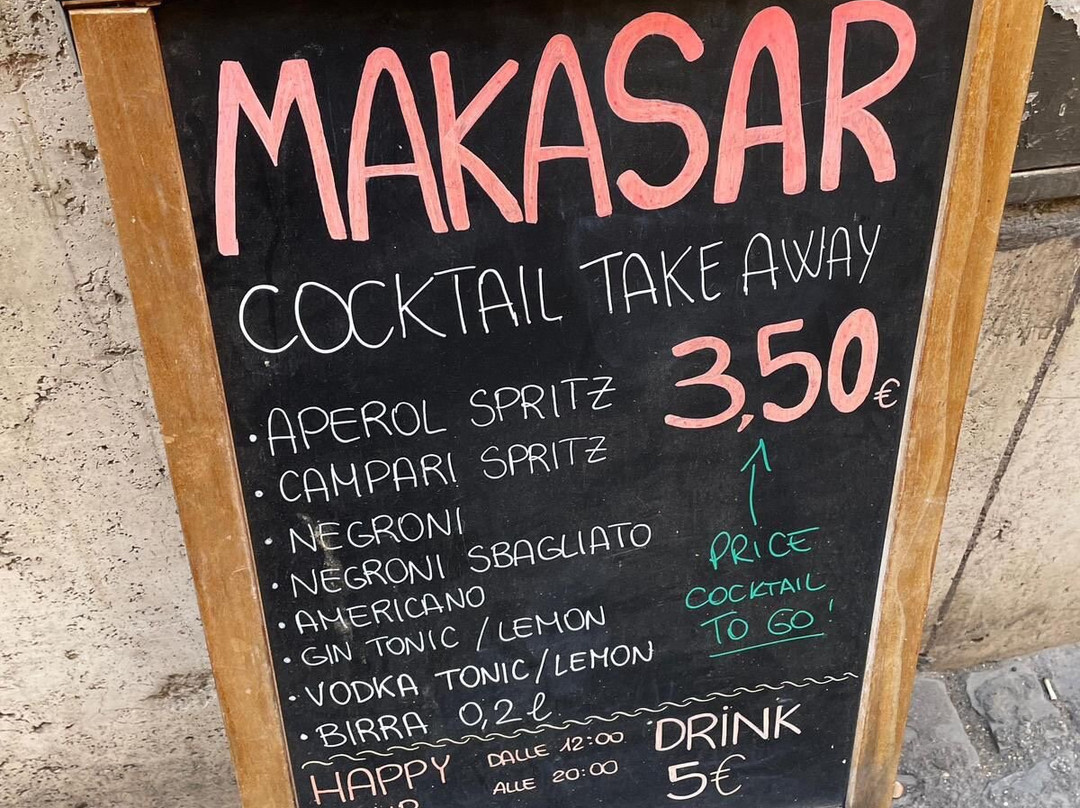 MAKASAR
COCKTAIL TAKE AWAY
3,50€
• APEROL SPRITZ
• CAMPARI SPRITZ
• NEGRONI
• NEGRONI SBAGLIATO
• AMERICANO
• GIN TONIC / LEMON
• VODKA TONIC/LEMON
• BIRRA 0,2 l
PRICE
COCKTAIL
TO GO!
HAPPY
DALLE 12:00
ALLE 20:00
DRINK
5€